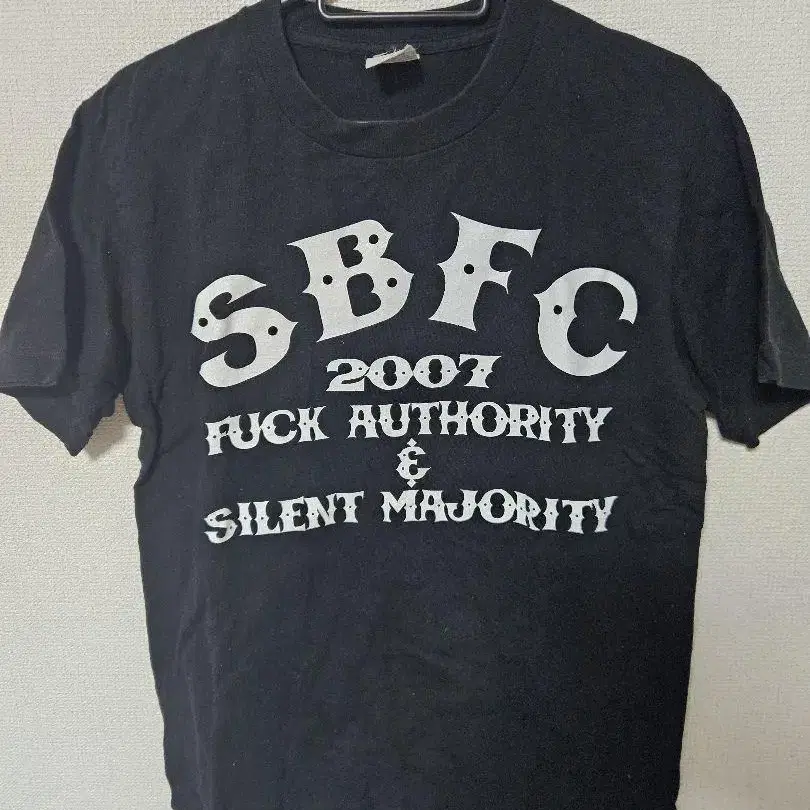 SBFC
2007
FUCK AUTHORITY
&
SILENT MAJORITY